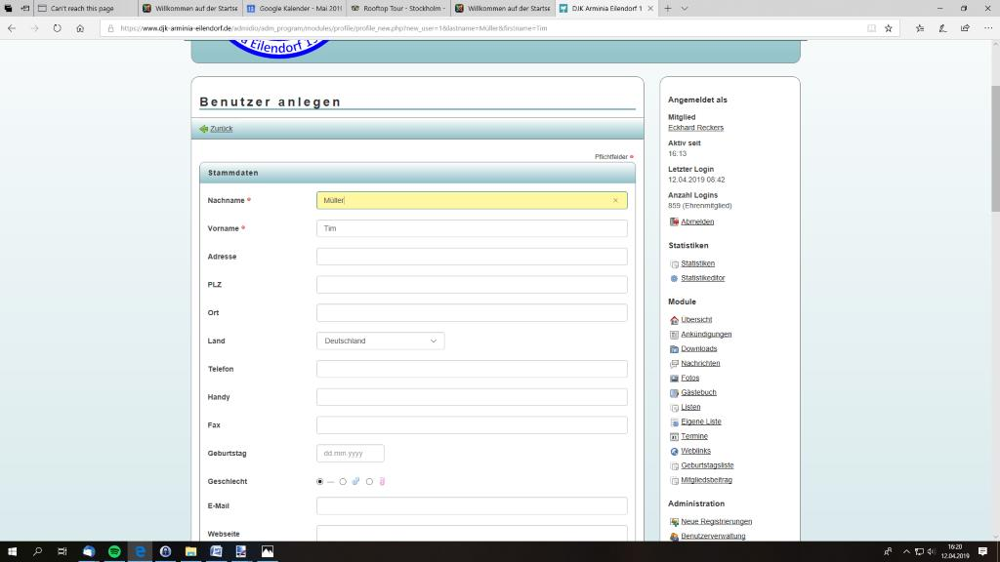 Can't reach this page
Willkommen auf der Startse
Google Kalender - Mai 2019
Rooftop Tour - Stockholm -
Willkommen auf der Startse
DJK Arminia Eilendorf 1
https://www.djk-arminia-eilendorf.de/admidio/adm_program/modules/profile/profile_new.php?new_user=1&lastname=Müller&firstname=Tim
Eilendorf
Benutzer anlegen
Zurück
Pflichtfelder
Stammdaten
Nachname
Müller
Vorname
Tim
Adresse
PLZ
Ort
Land
Deutschland
Telefon
Handy
Fax
Geburtstag
dd.mm.yyyy
Geschlecht
E-Mail
Webseite
Angemeldet als
Mitglied
Eckhard Reckers
Aktiv seit
16:13
Letzter Login
12.04.2019 08:42
Anzahl Logins
859 (Ehrenmitglied)
Abmelden
Statistiken
Statistiken
Statistikeditor
Module
Übersicht
Ankündigungen
Downloads
Nachrichten
Fotos
Gästebuch
Listen
Eigene Liste
Termine
Weblinks
Geburtstagsliste
Mitgliedsbeitrag
Administration
Neue Registrierungen
Benutzerverwaltung
16:20
12.04.2019